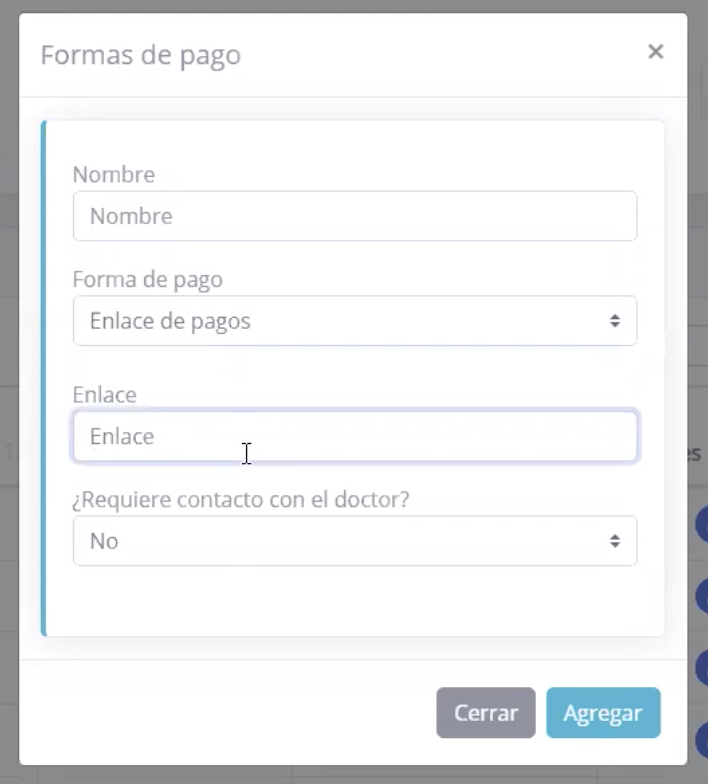 Formas de pago
×
Nombre
Nombre
Forma de pago
Enlace de pagos
Enlace
Enlace
¿Requiere contacto con el doctor?
No
Cerrar
Agregar